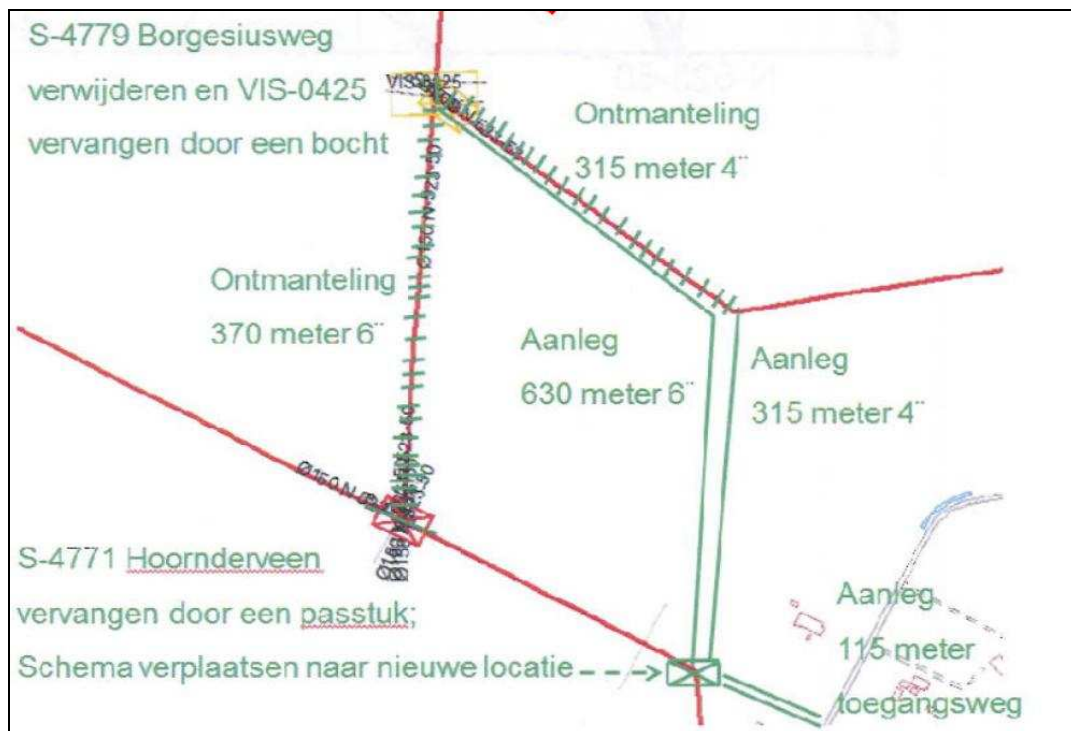 S-4779 Borgesiusweg
verwijderen en VIS-0425
vervangen door een bocht
VIS-0425
Ontmanteling
315 meter 4¨
Ontmanteling
370 meter 6¨
Aanleg
630 meter 6¨
Aanleg
315 meter 4¨
S-4771 Hoornderveen
vervangen door een passtuk;
Schema verplaatsen naar nieuwe locatie
Aanleg
115 meter
toegangsweg